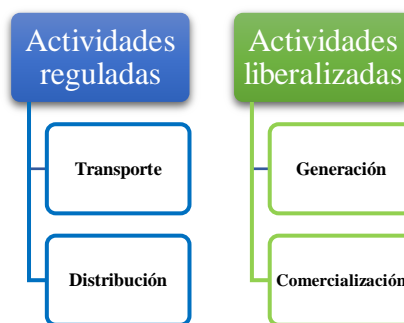 Actividades
reguladas
Transporte
Distribución
Actividades
liberalizadas
Generación
Comercialización